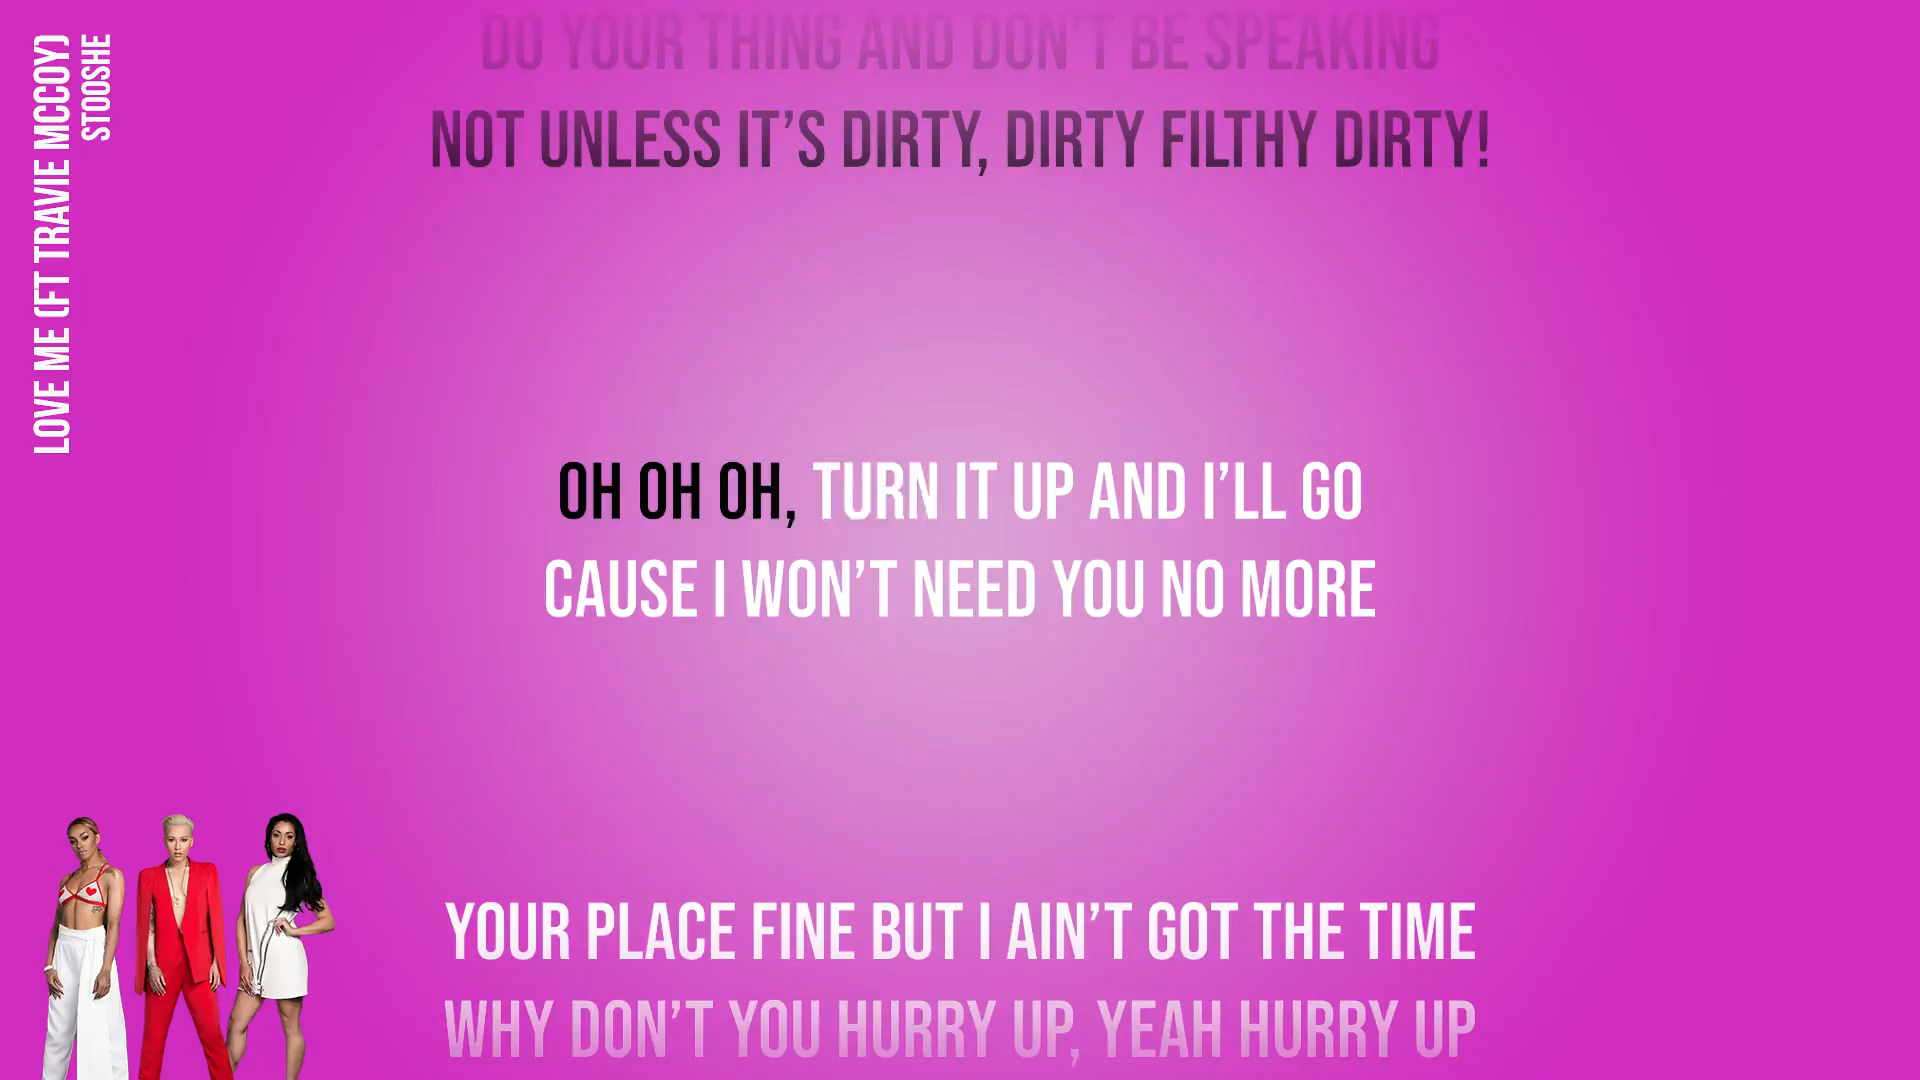 LOVE ME (FT TRAVIE MCCOY)
STOOSHE
DO YOUR THING AND DON'T BE SPEAKING
NOT UNLESS IT'S DIRTY, DIRTY FILTHY DIRTY!
OH OH OH, TURN IT UP AND I'LL GO
CAUSE I WON'T NEED YOU NO MORE
YOUR PLACE FINE BUT I AIN'T GOT THE TIME
WHY DON'T YOU HURRY UP, YEAH HURRY UP